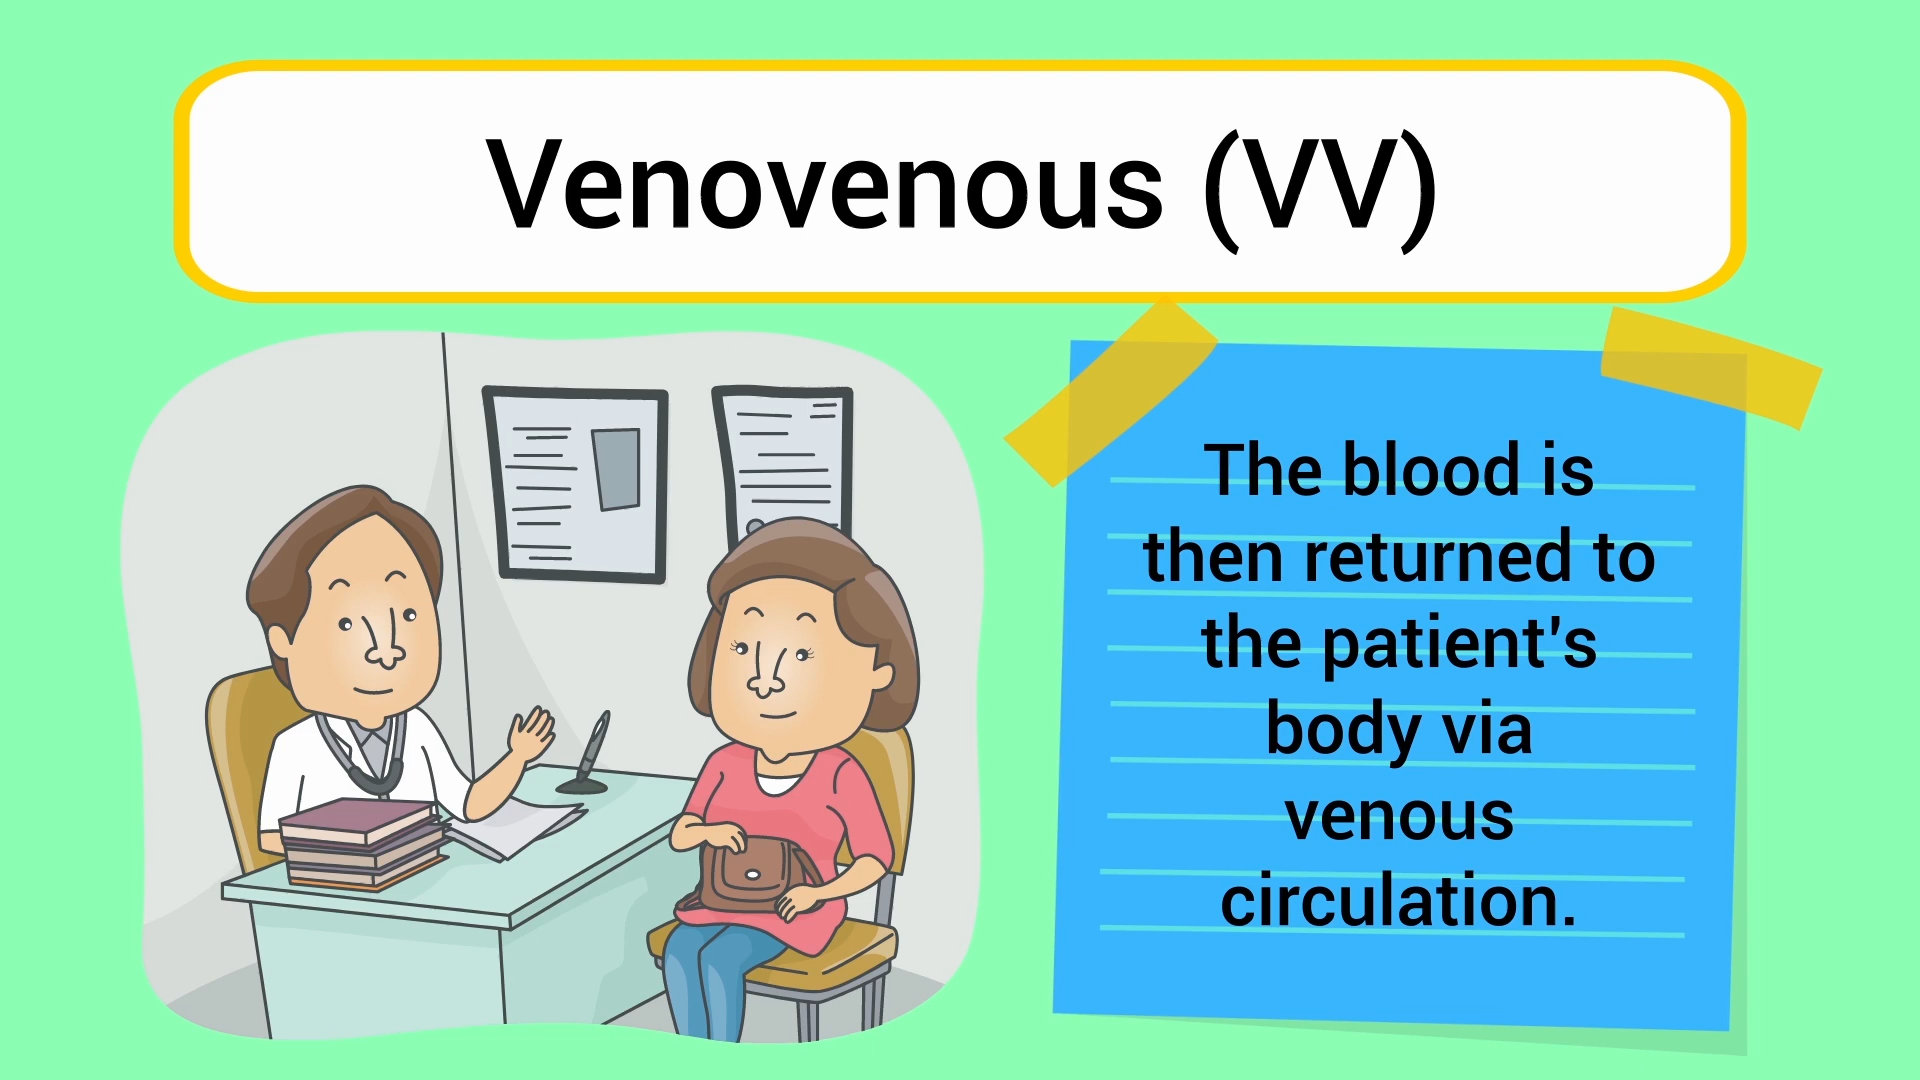 Venovenous (VV)
The blood is
then returned to
the patient's
body via
venous
circulation.